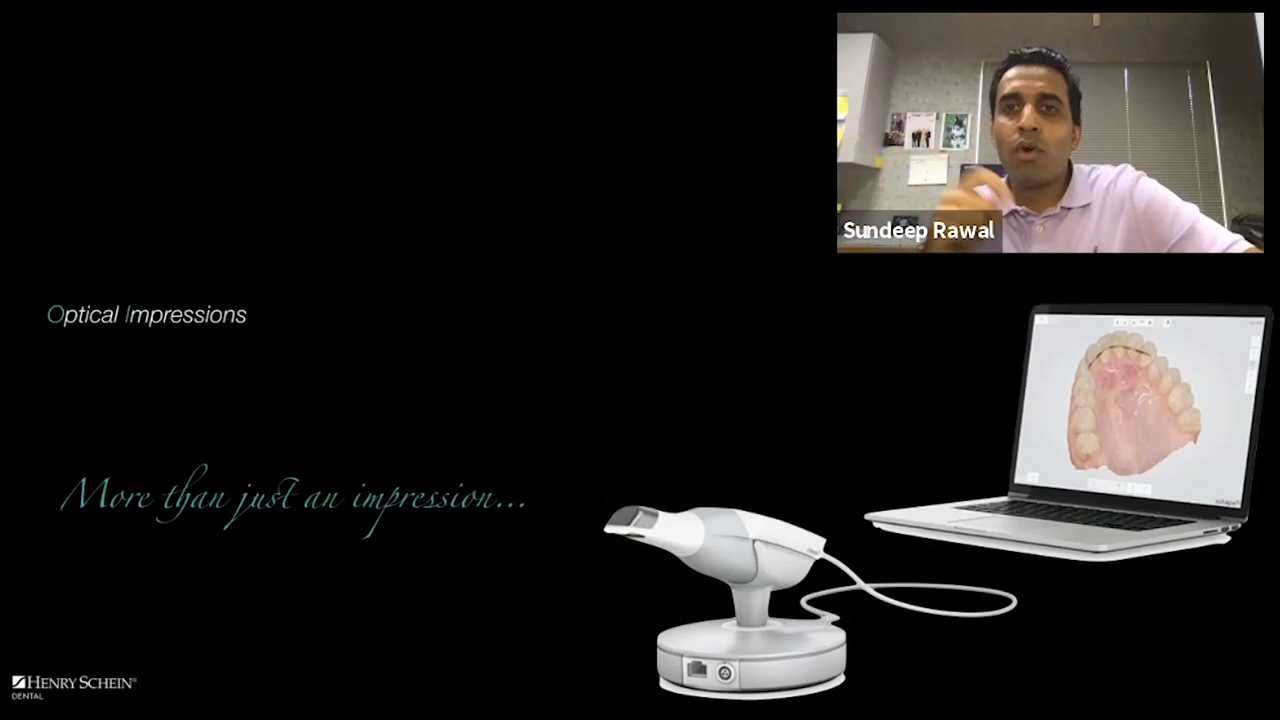 Sundeep Rawal
Optical Impressions
More than just an impression...
HENRY SCHEIN®
DENTAL